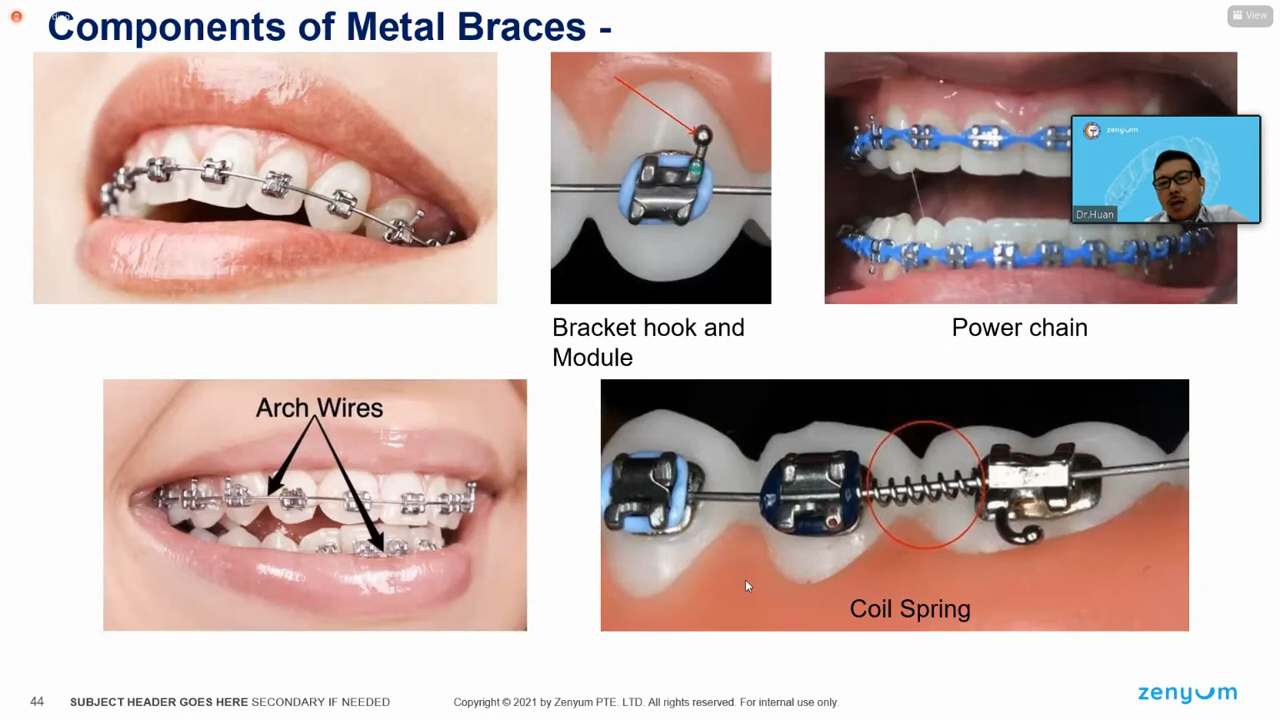 Components of Metal Braces -
View
zenyum
Dr.Huan
Bracket hook and
Module
Power chain
Arch Wires
Coil Spring
44 SUBJECT HEADER GOES HERE SECONDARY IF NEEDED Copyright © 2021 by Zenyum PTE. LTD. All rights reserved. For internal use only.
zenyum